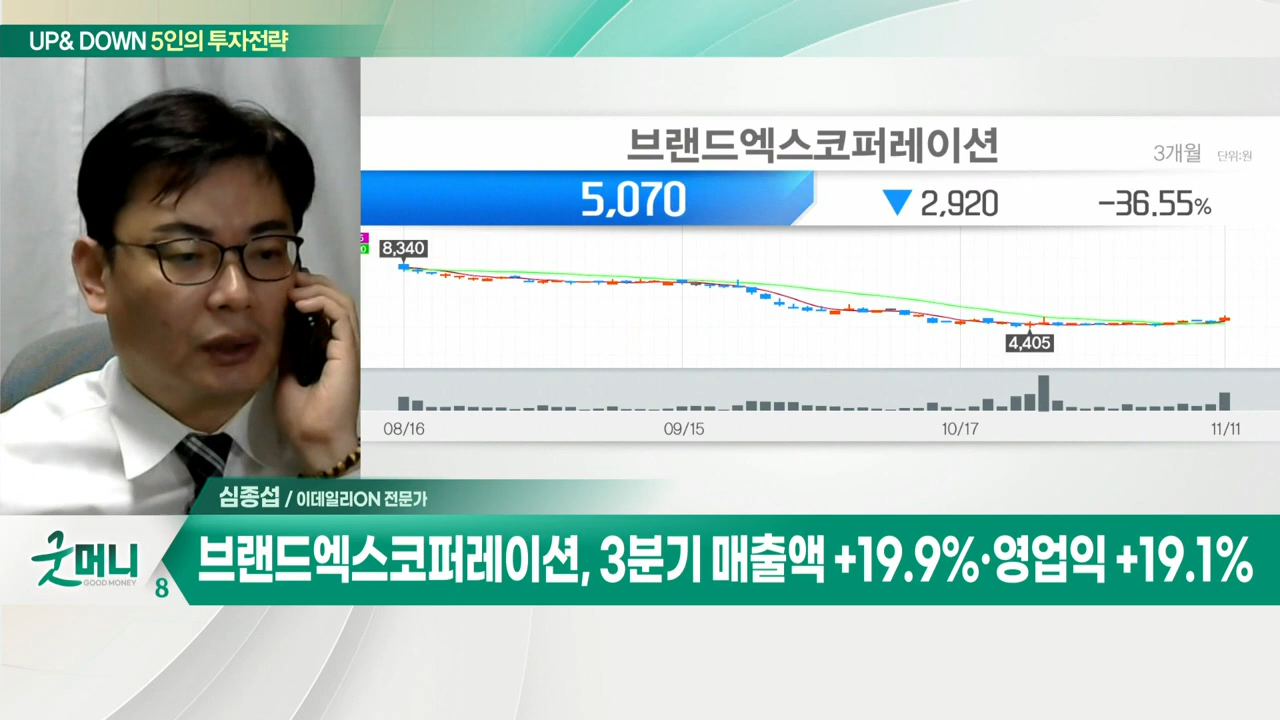 UP& DOWN 5인의 투자전략
브랜드엑스코퍼레이션
3개월 단위:원
5,070 ▼ 2,920 -36.55%
8,340
4,405
08/16 09/15 10/17 11/11
심종섭 / 이데일리ON 전문가
굿머니
GOOD MONEY
8
브랜드엑스코퍼레이션, 3분기 매출액 +19.9%·영업익 +19.1%